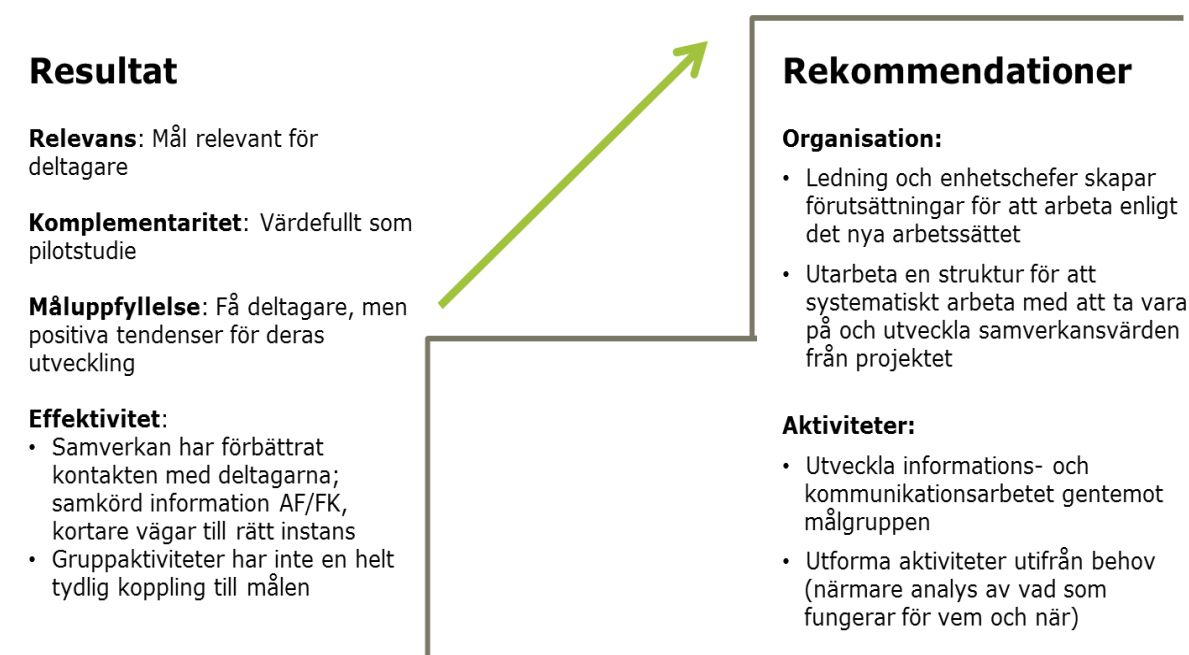 Resultat
Relevans: Mål relevant för
deltagare
Komplementaritet: Värdefullt som
pilotstudie
Måluppfyllelse: Få deltagare, men
positiva tendenser för deras
utveckling
Effektivitet:
• Samverkan har förbättrat
kontakten med deltagarna;
samkörd information AF/FK,
kortare vägar till rätt instans
• Gruppaktiviteter har inte en helt
tydlig koppling till målen
Rekommendationer
Organisation:
• Ledning och enhetschefer skapar
förutsättningar för att arbeta enligt
det nya arbetssättet
• Utarbeta en struktur för att
systematiskt arbeta med att ta vara
på och utveckla samverkansvärden
från projektet
Aktiviteter:
• Utveckla informations- och
kommunikationsarbetet gentemot
målgruppen
• Utforma aktiviteter utifrån behov
(närmare analys av vad som
fungerar för vem och när)